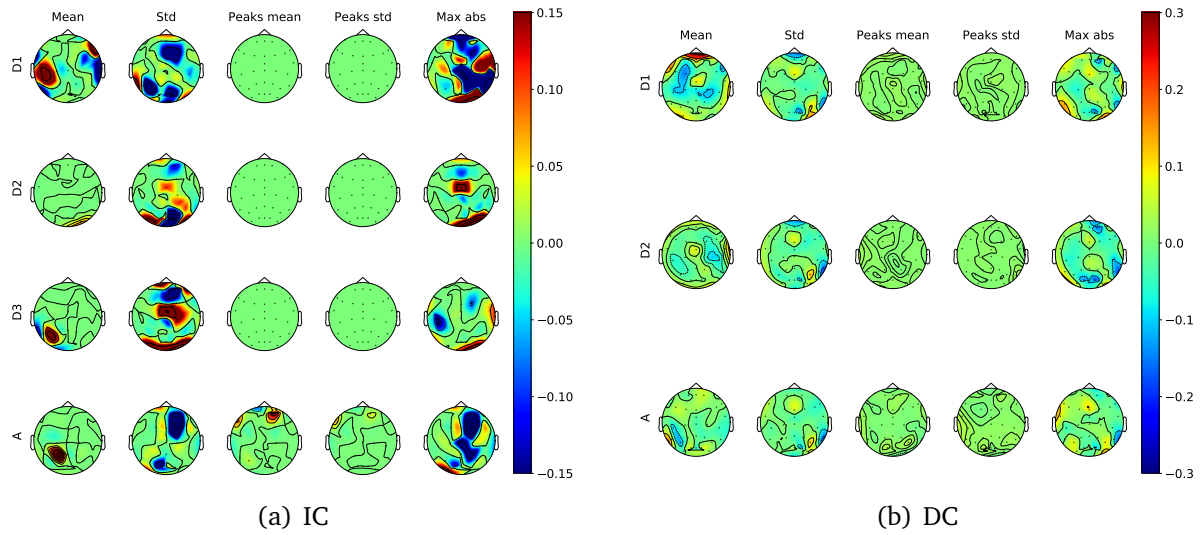 Mean Std Peaks mean Peaks std Max abs
D1
D2
D3
A
0.15
0.10
0.05
0.00
−0.05
−0.10
−0.15
(a) IC
Mean Std Peaks mean Peaks std Max abs
D1
D2
A
0.3
0.2
0.1
0.0
−0.1
−0.2
−0.3
(b) DC